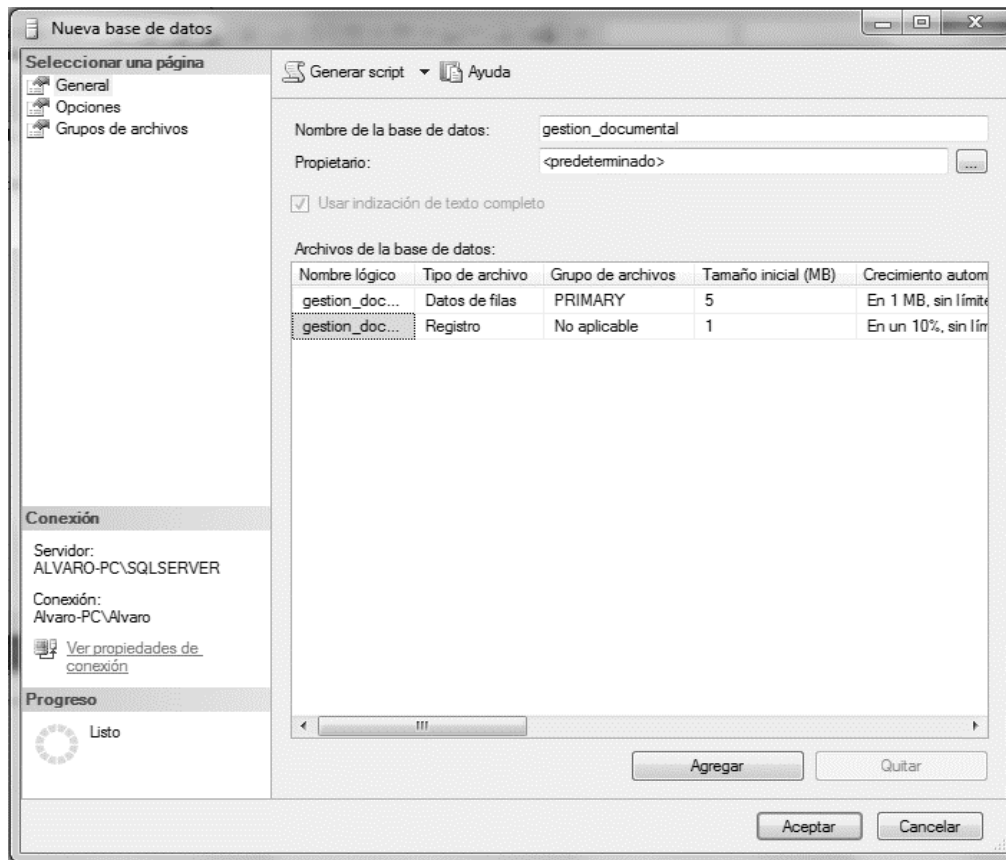 Nueva base de datos
Seleccionar una página
General
Opciones
Grupos de archivos
Generar script
Ayuda
Nombre de la base de datos: gestion_documental
Propietario: <predeterminado> ...
Usar indización de texto completo
Archivos de la base de datos:
Nombre lógico Tipo de archivo Grupo de archivos Tamaño inicial (MB) Crecimiento autom
gestion_doc... Datos de filas PRIMARY 5 En 1 MB, sin límite
gestion_doc... Registro No aplicable 1 En un 10%, sin lím
Conexión
Servidor:
ALVARO-PC\SQLSERVER
Conexión:
Alvaro-PC\Alvaro
Ver propiedades de
conexión
Progreso
Listo
Agregar Quitar
Aceptar Cancelar